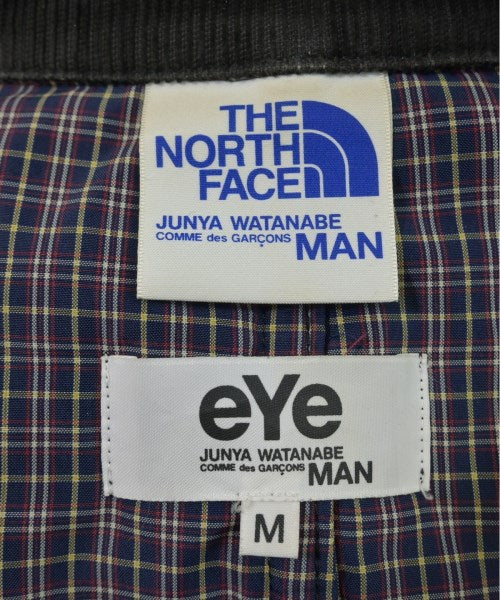 THE
NORTH
FACE
JUNYA WATANABE
COMME des GARÇONS MAN
eYe
JUNYA WATANABE
COMME des GARÇONS MAN
M